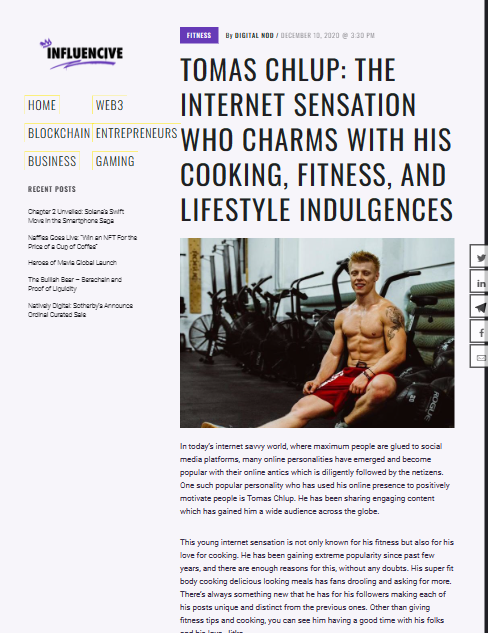 INFLUENCIVE
HOME
WEB3
BLOCKCHAIN
ENTREPRENEURS
BUSINESS
GAMING
RECENT POSTS
Chapter 2 Unveiled: Solana's Swift
Move in the Smartphone Saga
Naffles Goes Live: "Win an NFT For the
Price of a Cup of Coffee"
Heroes of Mavia Global Launch
The Bullish Bear – Berachain and
Proof of Liquidity
Natively Digital: Sotheby's Announce
Ordinal Curated Sale
FITNESS By DIGITAL NOD / DECEMBER 10, 2020 @ 3:30 PM
TOMAS CHLUP: THE
INTERNET SENSATION
WHO CHARMS WITH HIS
COOKING, FITNESS, AND
LIFESTYLE INDULGENCES
In today's internet savvy world, where maximum people are glued to social
media platforms, many online personalities have emerged and become
popular with their online antics which is diligently followed by the netizens.
One such popular personality who has used his online presence to positively
motivate people is Tomas Chlup. He has been sharing engaging content
which has gained him a wide audience across the globe.
This young internet sensation is not only known for his fitness but also for his
love for cooking. He has been gaining extreme popularity since past few
years, and there are enough reasons for this, without any doubts. His super fit
body cooking delicious looking meals has fans drooling and asking for more.
There's always something new that he has for his followers making each of
his posts unique and distinct from the previous ones. Other than giving
fitness tips and cooking, you can see him having a good time with his folks